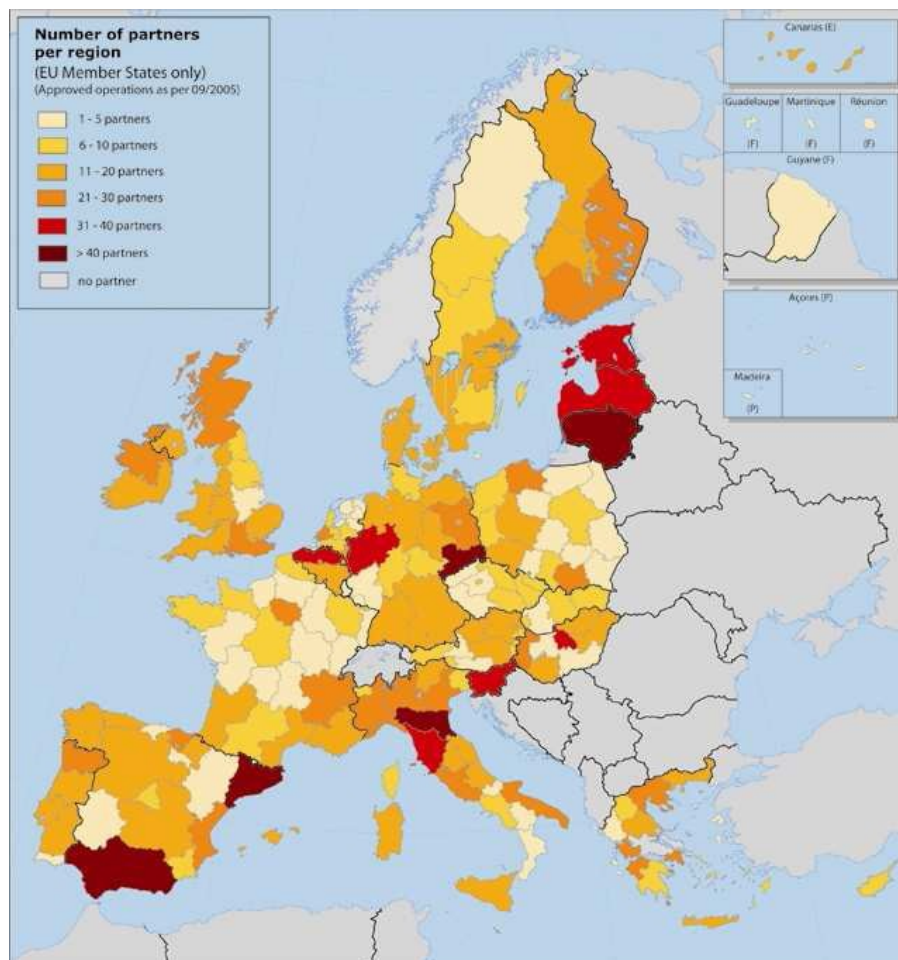 Number of partners
per region
(EU Member States only)
(Approved operations as per 09/2005)
1 - 5 partners
6 - 10 partners
11 - 20 partners
21 - 30 partners
31 - 40 partners
> 40 partners
no partner
Canarias (E)
Guadeloupe Martinique Réunion
(F) (F) (F)
Guyane (F)
Açores (P)
Madeira
(P)